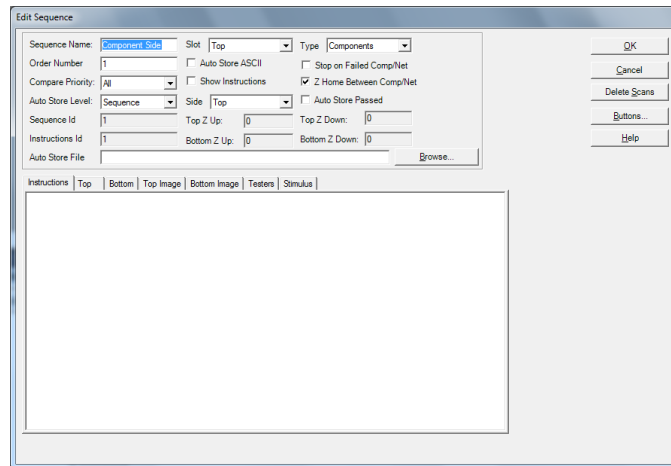 Edit Sequence
Sequence Name: Component Side Slot Top Type Components
Order Number 1 Auto Store ASCII Stop on Failed Comp/Net
Compare Priority: All Show Instructions Z Home Between Comp/Net
Auto Store Level: Sequence Side Top Auto Store Passed
Sequence Id 1 Top Z Up: 0 Top Z Down: 0
Instructions Id 1 Bottom Z Up: 0 Bottom Z Down: 0
Auto Store File Browse...
OK
Cancel
Delete Scans
Buttons...
Help
Instructions Top Bottom Top Image Bottom Image Testers Stimulus